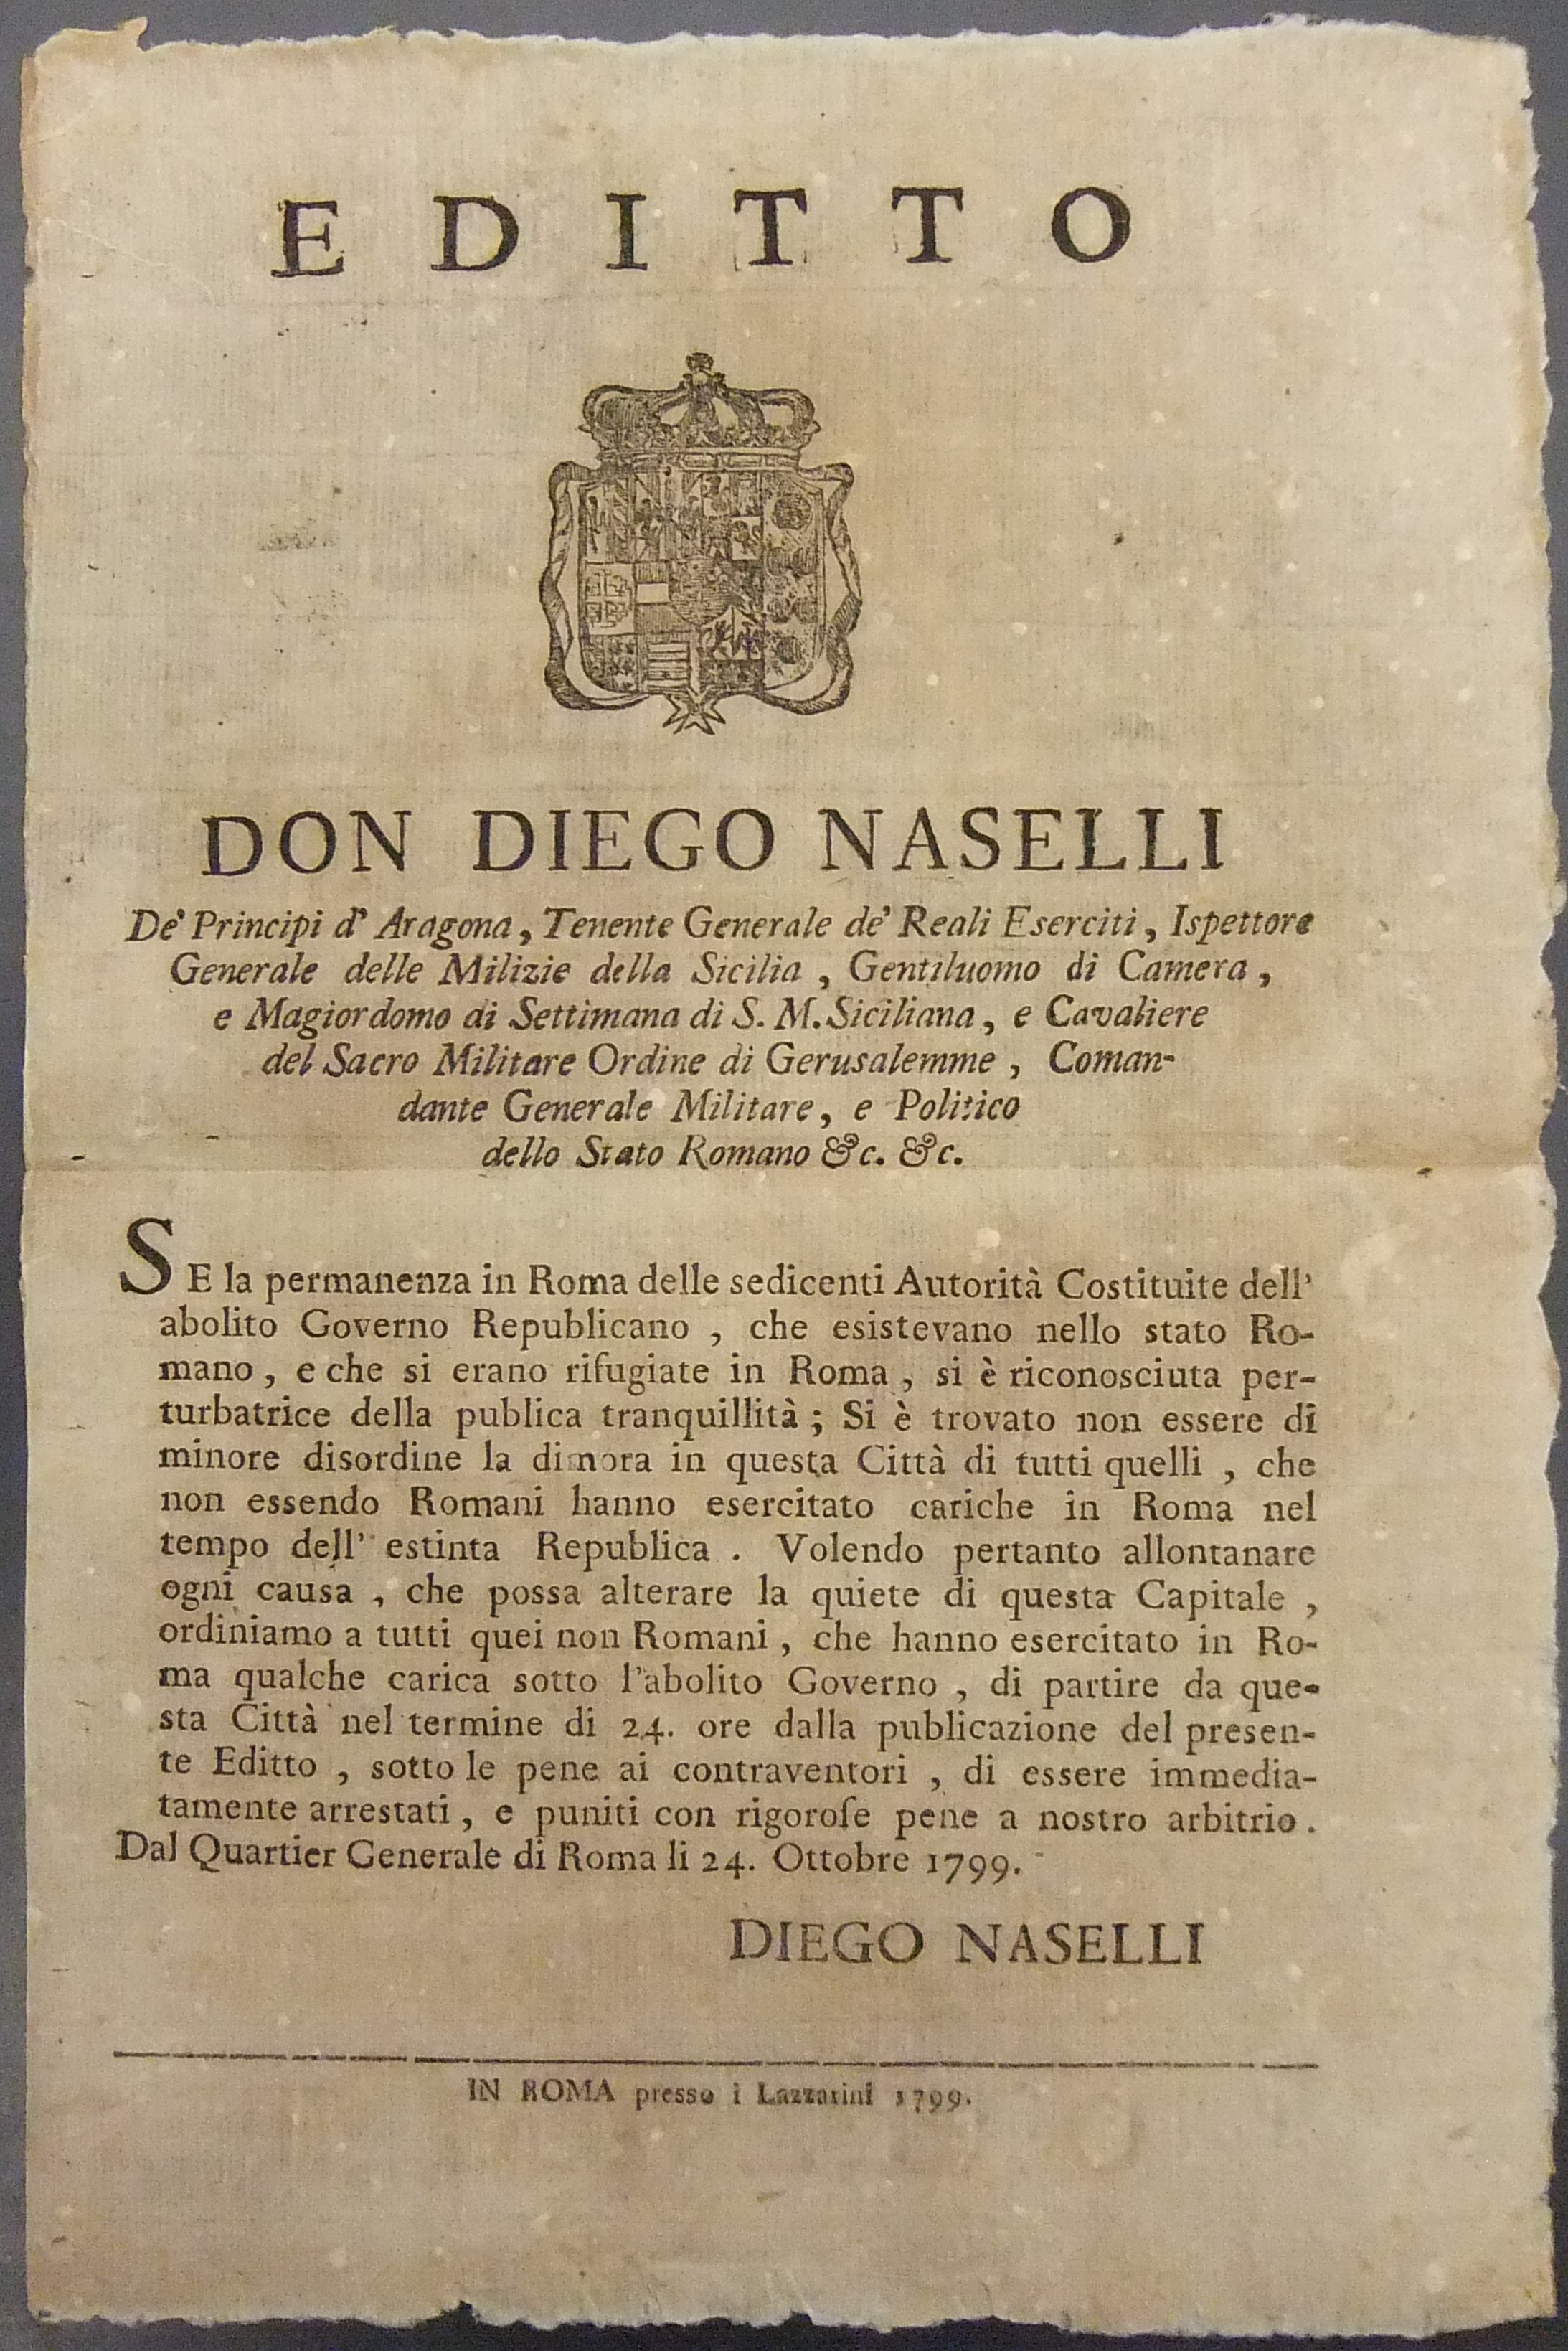 EDITTO
DON DIEGO NASELLI
De' Principi d' Aragona, Tenente Generale de' Reali Eserciti, Ispettore
Generale delle Milizie della Sicilia, Gentiluomo di Camera,
e Magiordomo di Settimana di S. M. Siciliana, e Cavaliere
del Sacro Militare Ordine di Gerusalemme, Coman-
dante Generale Militare, e Politico
dello Stato Romano &c. &c.
SE la permanenza in Roma delle sedicenti Autorità Costituite dell'
abolito Governo Republicano, che esistevano nello stato Ro-
mano, e che si erano rifugiate in Roma, si è riconosciuta per-
turbatrice della publica tranquillità; Si è trovato non essere di
minore disordine la dimora in questa Città di tutti quelli, che
non essendo Romani hanno esercitato cariche in Roma nel
tempo dell' estinta Republica. Volendo pertanto allontanare
ogni causa, che possa alterare la quiete di questa Capitale,
ordiniamo a tutti quei non Romani, che hanno esercitato in Ro-
ma qualche carica sotto l'abolito Governo, di partire da que-
sta Città nel termine di 24. ore dalla publicazione del presen-
te Editto, sotto le pene ai contraventori, di essere immedia-
tamente arrestati, e puniti con rigoroſe pene a nostro arbitrio.
Dal Quartier Generale di Roma li 24. Ottobre 1799.
DIEGO NASELLI
IN ROMA presso i Lazzarini 1799.